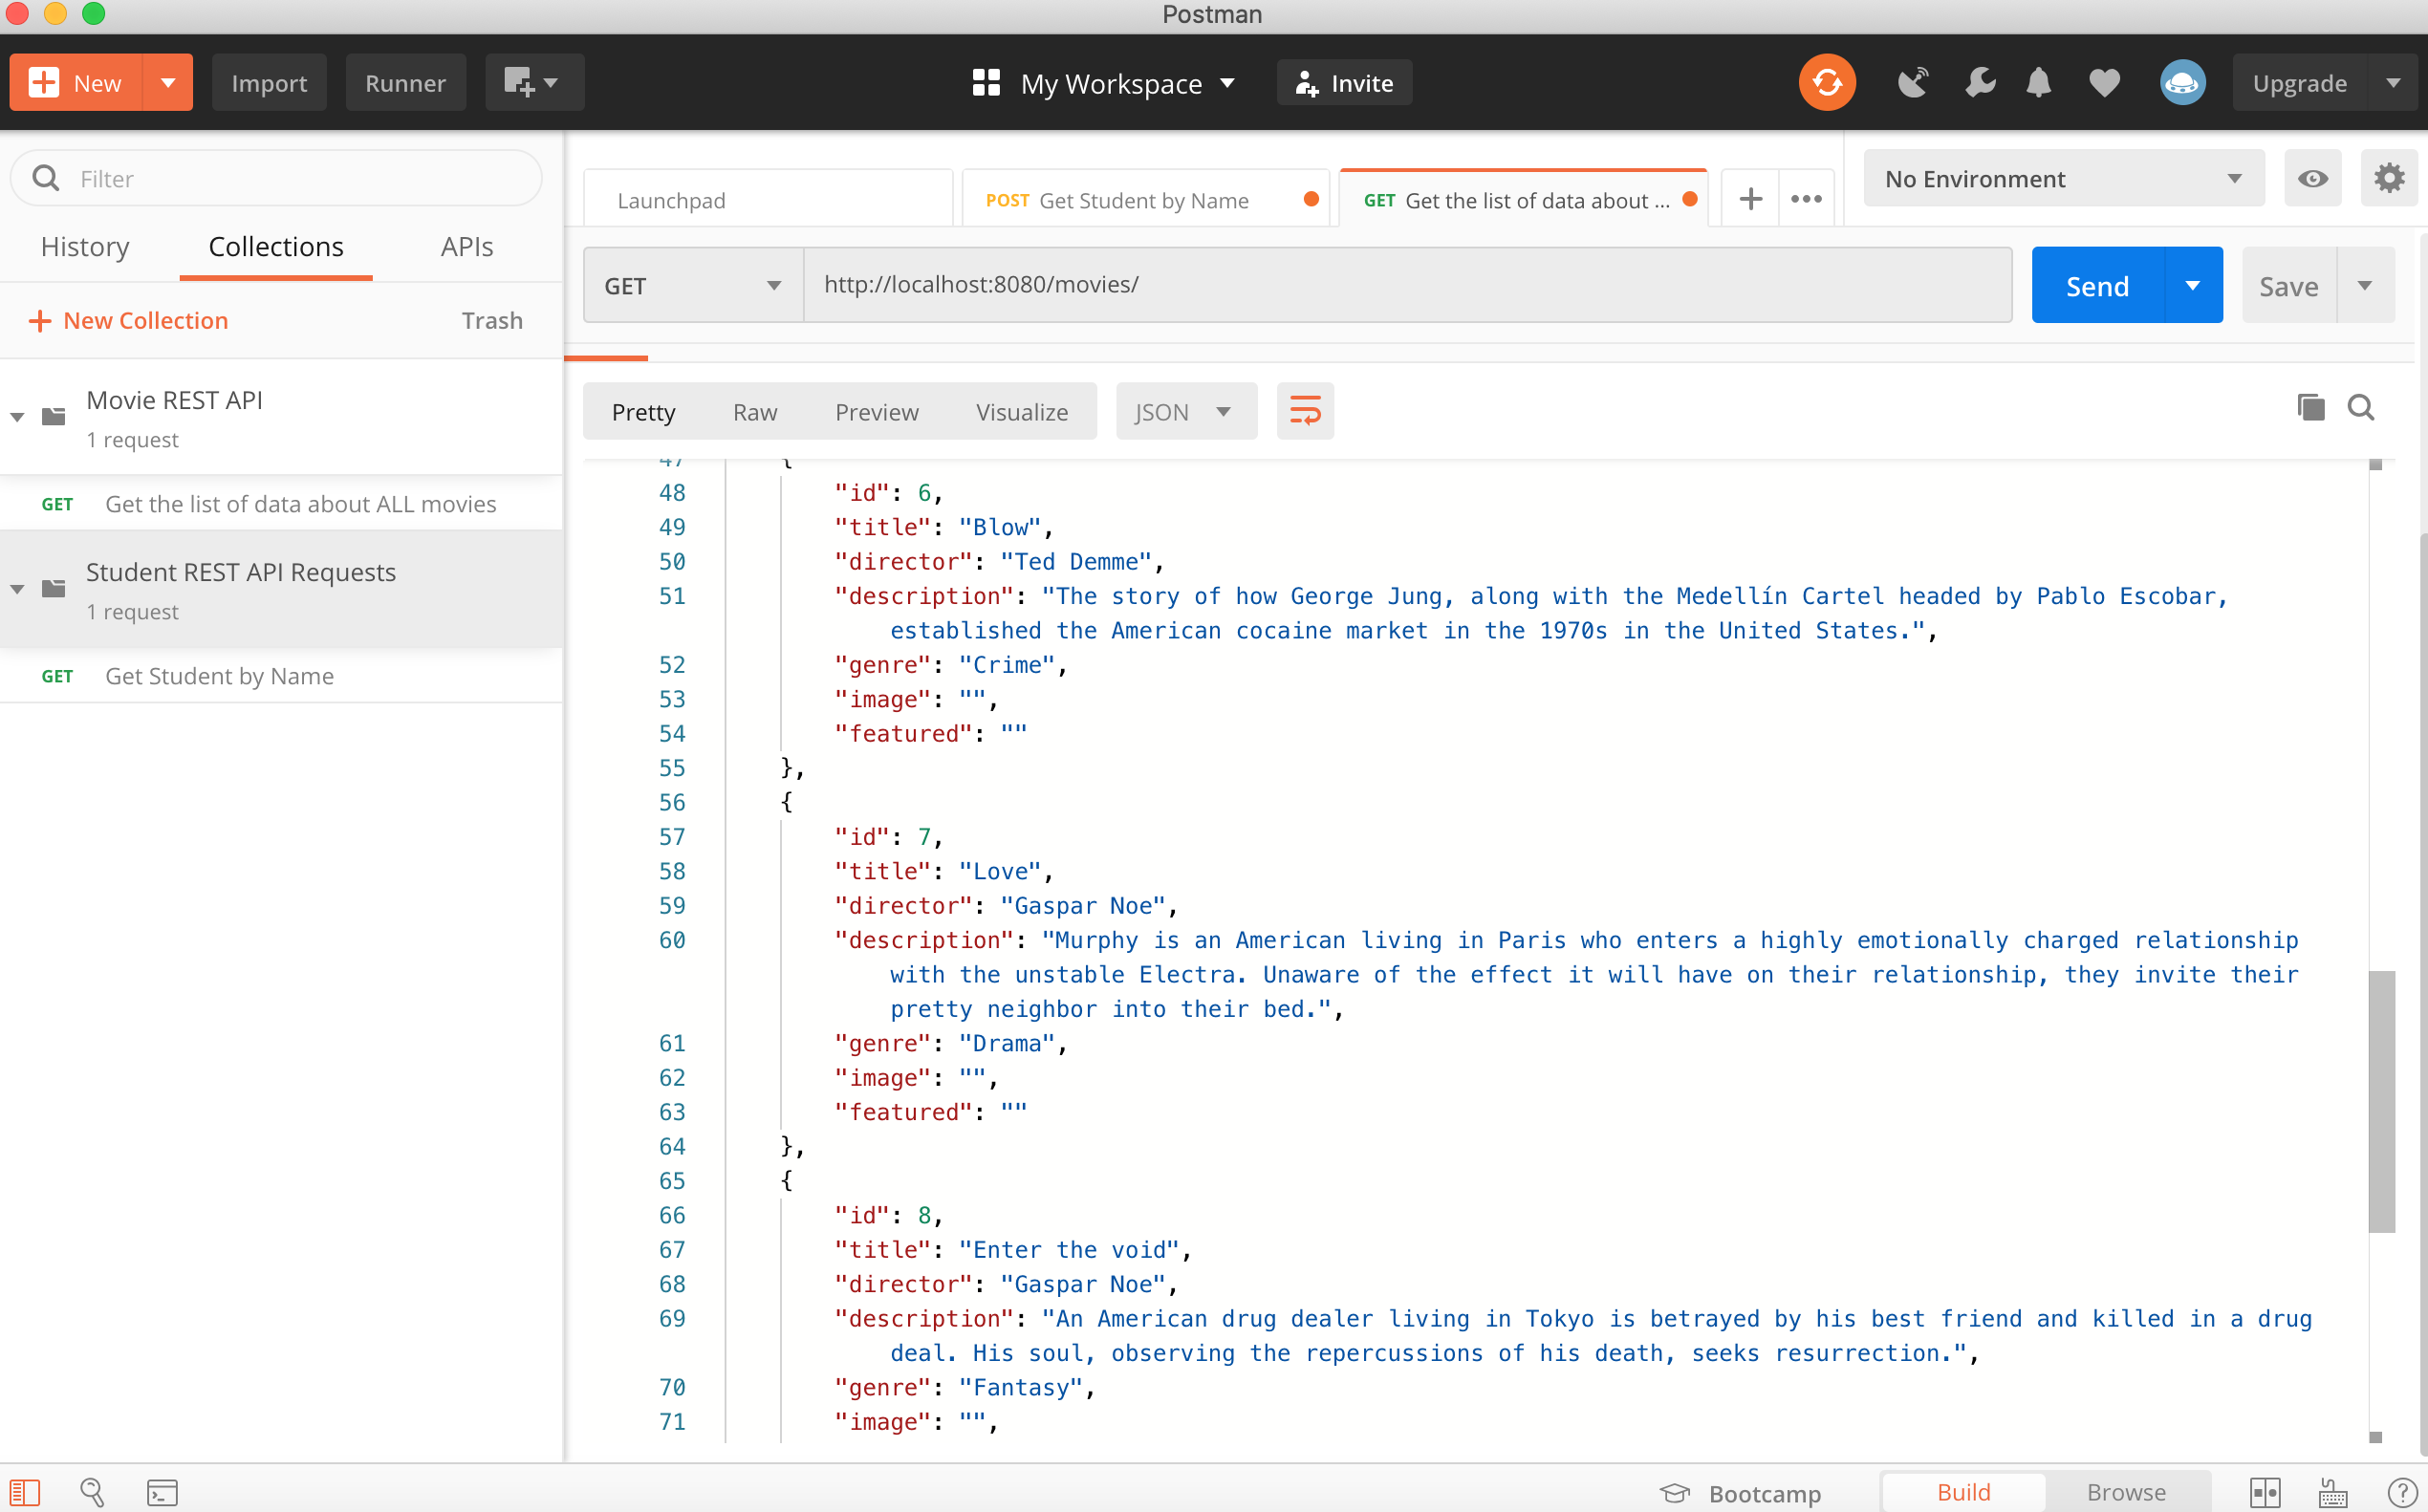 Postman
New
Import
Runner
My Workspace
Invite
Upgrade
Filter
History
Collections
APIs
New Collection
Trash
Movie REST API
1 request
GET Get the list of data about ALL movies
Student REST API Requests
1 request
GET Get Student by Name
Launchpad
POST Get Student by Name
GET Get the list of data about ...
No Environment
GET
http://localhost:8080/movies/
Send
Save
Pretty
Raw
Preview
Visualize
JSON
47 {
48 "id": 6,
49 "title": "Blow",
50 "director": "Ted Demme",
51 "description": "The story of how George Jung, along with the Medellín Cartel headed by Pablo Escobar,
established the American cocaine market in the 1970s in the United States.",
52 "genre": "Crime",
53 "image": "",
54 "featured": ""
55 },
56 {
57 "id": 7,
58 "title": "Love",
59 "director": "Gaspar Noe",
60 "description": "Murphy is an American living in Paris who enters a highly emotionally charged relationship
with the unstable Electra. Unaware of the effect it will have on their relationship, they invite their
pretty neighbor into their bed.",
61 "genre": "Drama",
62 "image": "",
63 "featured": ""
64 },
65 {
66 "id": 8,
67 "title": "Enter the void",
68 "director": "Gaspar Noe",
69 "description": "An American drug dealer living in Tokyo is betrayed by his best friend and killed in a drug
deal. His soul, observing the repercussions of his death, seeks resurrection.",
70 "genre": "Fantasy",
71 "image": "",
Bootcamp
Build
Browse